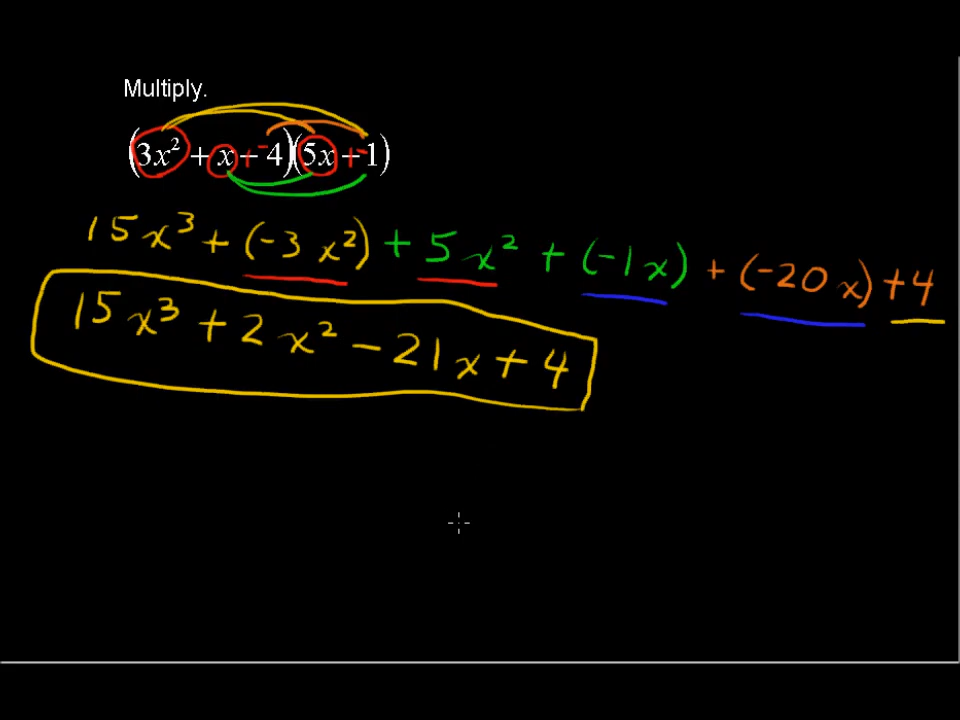 Multiply.
(3x² + x + - 4)(5x + - 1)
15x³ + (-3x²) + 5x² + (-1x) + (-20x) + 4
15x³ + 2x² - 21x + 4